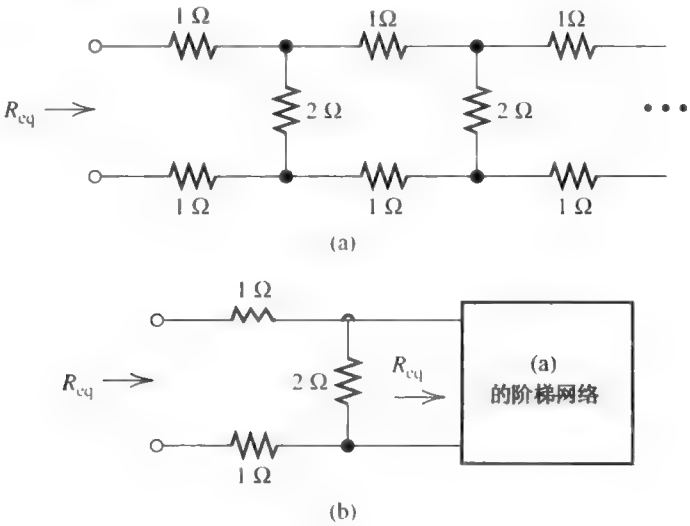 1 Ω 1Ω 1Ω
R_eq 2 Ω 2 Ω
1 Ω 1 Ω 1 Ω
(a)
1 Ω
R_eq 2 Ω R_eq (a)
的阶梯网络
1 Ω
(b)